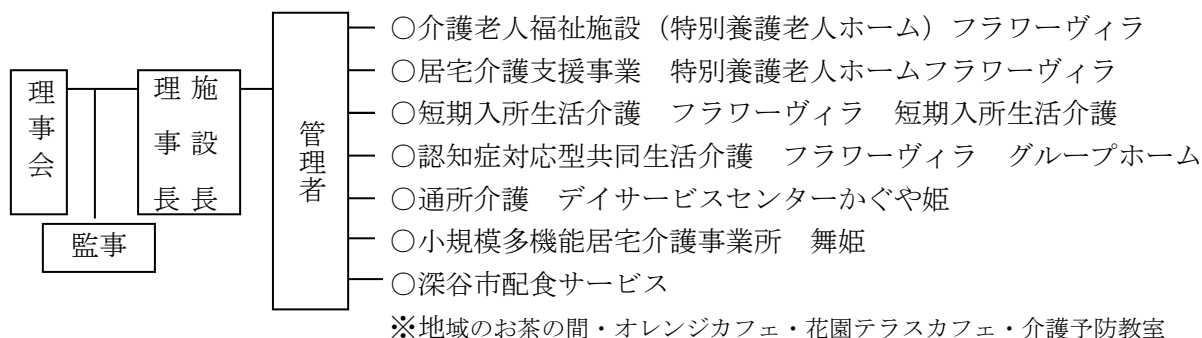 理事会
施設長
理事長
監事
管理者
○介護老人福祉施設（特別養護老人ホーム）フラワーヴィラ
○居宅介護支援事業　特別養護老人ホームフラワーヴィラ
○短期入所生活介護　フラワーヴィラ　短期入所生活介護
○認知症対応型共同生活介護　フラワーヴィラ　グループホーム
○通所介護　デイサービスセンターかぐや姫
○小規模多機能居宅介護事業所　舞姫
○深谷市配食サービス
※地域のお茶の間・オレンジカフェ・花園テラスカフェ・介護予防教室